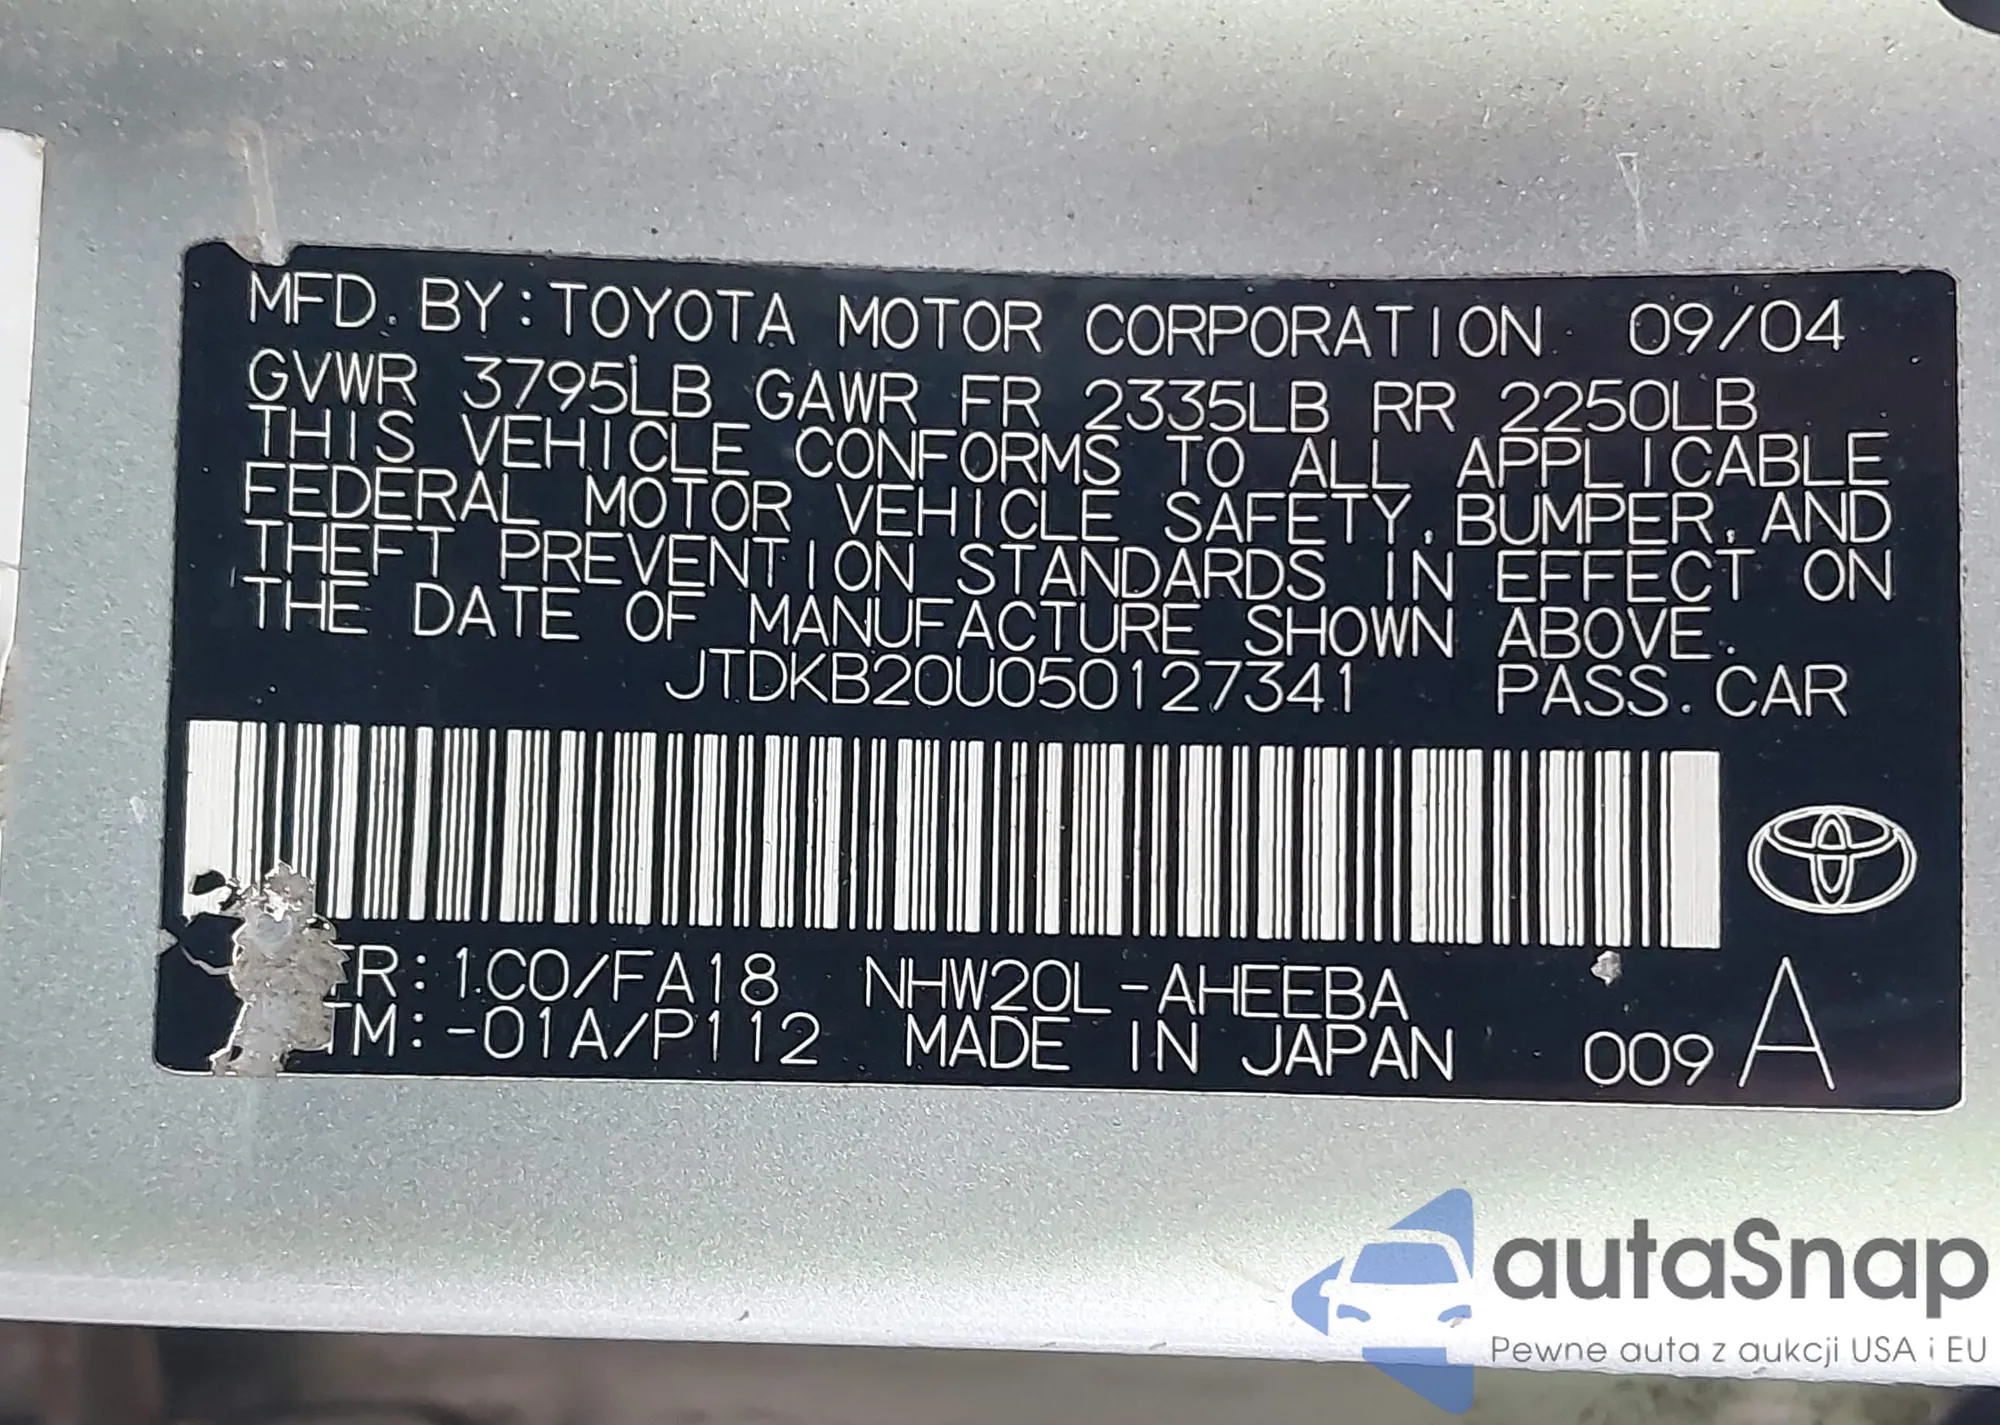 MFD. BY: TOYOTA MOTOR CORPORATION 09/04
GVWR 3795LB GAWR FR 2335LB RR 2250LB
THIS VEHICLE CONFORMS TO ALL APPLICABLE
FEDERAL MOTOR VEHICLE SAFETY, BUMPER, AND
THEFT PREVENTION STANDARDS IN EFFECT ON
THE DATE OF MANUFACTURE SHOWN ABOVE.
JTDKB20U050127341 PASS. CAR
1C0/FA18 NHW20L-AHEEBA
-01A/P112 MADE IN JAPAN 009 A
autaSnap
Pewne auta z aukcji USA i EU